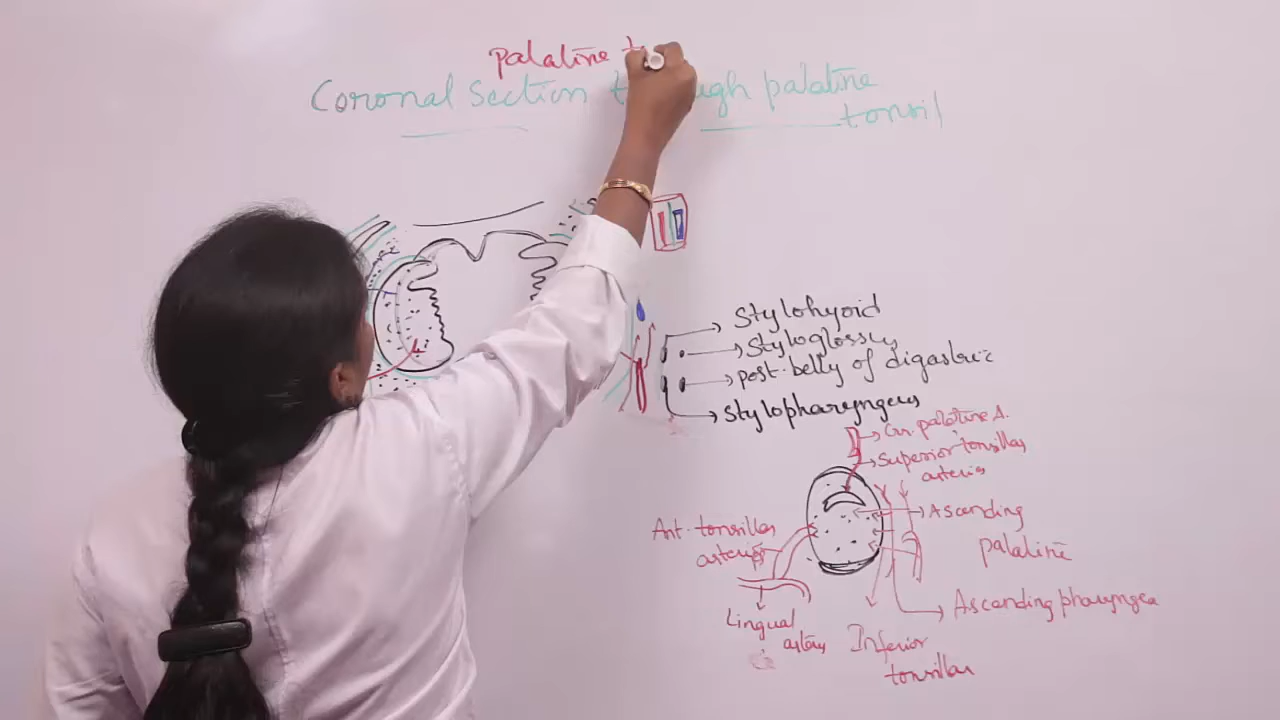 palatine t
Coronal section t ugh palatine
tonsil
Stylohyoid
Styloglossus
post. belly of digastric
Stylopharyngeus
Gr. palatine A.
Superior tonsillar
arteries
Ascending
palatine
Ascending pharyngea
Ant. tonsillar
arteries
Lingual
artery
Inferior
tonsillar